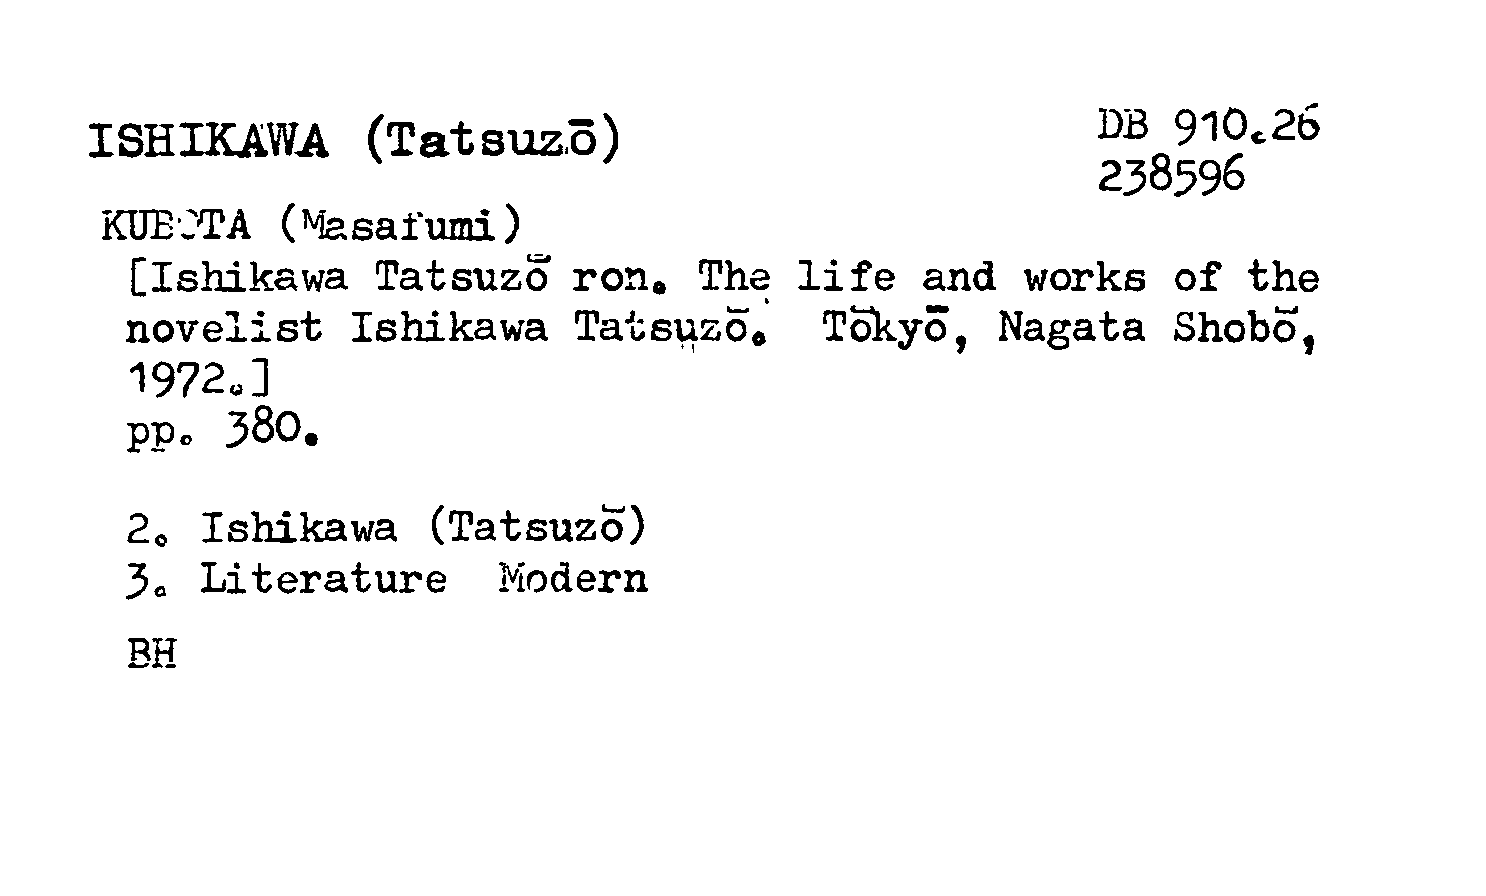 ISHIKAWA (Tatsuzō)
DB 910.26
238596
KUBOTA (Masafumi)
[Ishikawa Tatsuzō ron. The life and works of the
novelist Ishikawa Tatsuzō. Tōkyō, Nagata Shobō,
1972.]
pp. 380.
2. Ishikawa (Tatsuzō)
3. Literature Modern
BH